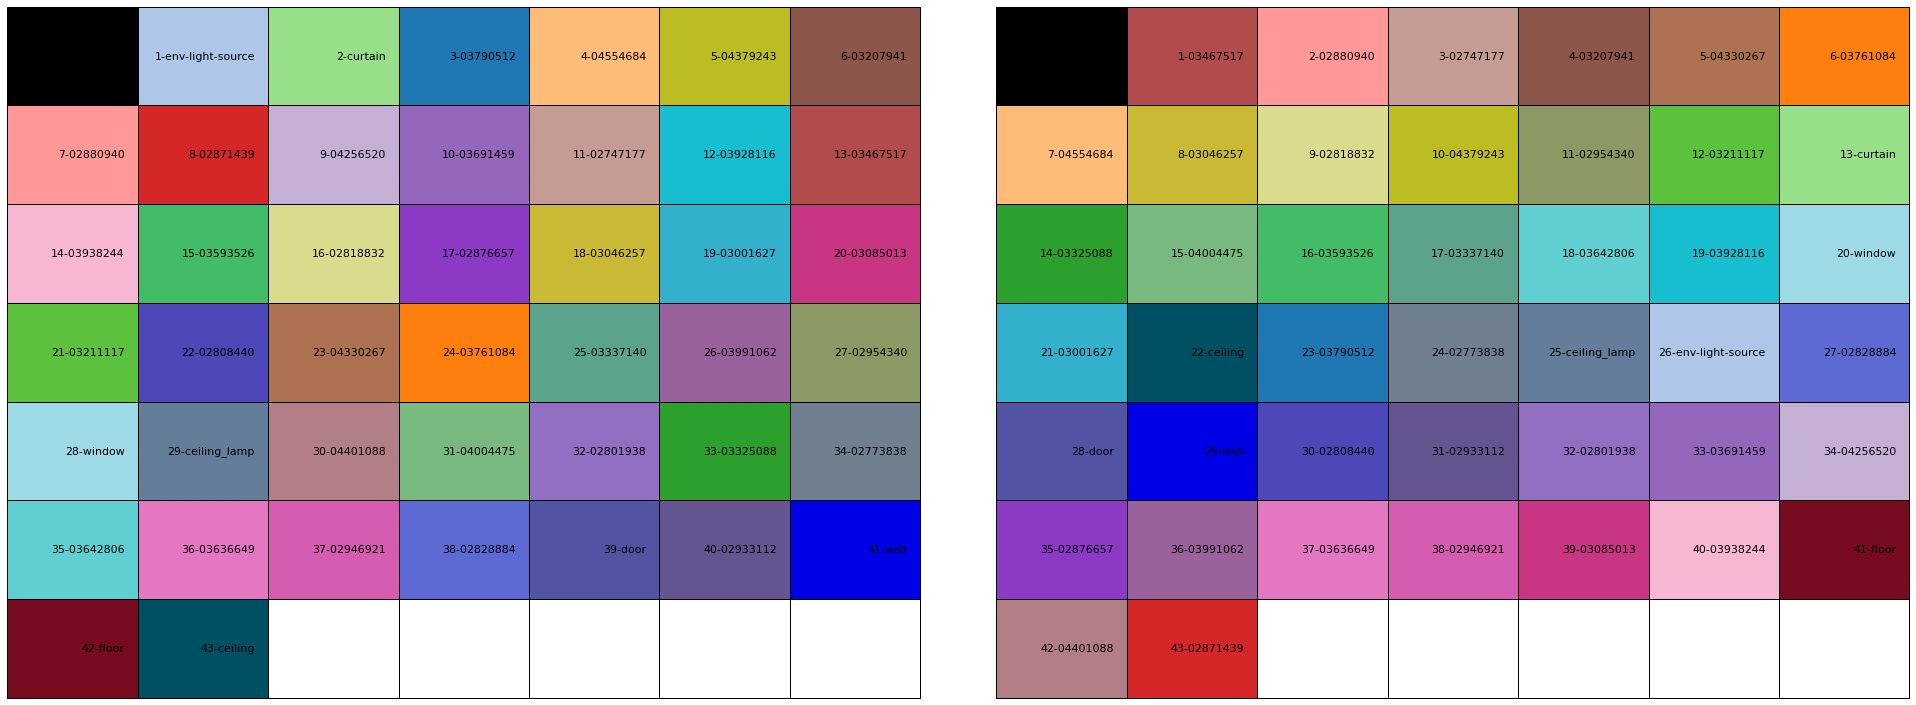 1-env-light-source 2-curtain 3-03790512 4-04554684 5-04379243 6-03207941
7-02880940 8-02871439 9-04256520 10-03691459 11-02747177 12-03928116 13-03467517
14-03938244 15-03593526 16-02818832 17-02876657 18-03046257 19-03001627 20-03085013
21-03211117 22-02808440 23-04330267 24-03761084 25-03337140 26-03991062 27-02954340
28-window 29-ceiling_lamp 30-04401088 31-04004475 32-02801938 33-03325088 34-02773838
35-03642806 36-03636649 37-02946921 38-02828884 39-door 40-02933112 41-wall
42-floor 43-ceiling
1-03467517 2-02880940 3-02747177 4-03207941 5-04330267 6-03761084
7-04554684 8-03046257 9-02818832 10-04379243 11-02954340 12-03211117 13-curtain
14-03325088 15-04004475 16-03593526 17-03337140 18-03642806 19-03928116 20-window
21-03001627 22-ceiling 23-03790512 24-02773838 25-ceiling_lamp 26-env-light-source 27-02828884
28-door 29-wall 30-02808440 31-02933112 32-02801938 33-03691459 34-04256520
35-02876657 36-03991062 37-03636649 38-02946921 39-03085013 40-03938244 41-floor
42-04401088 43-02871439